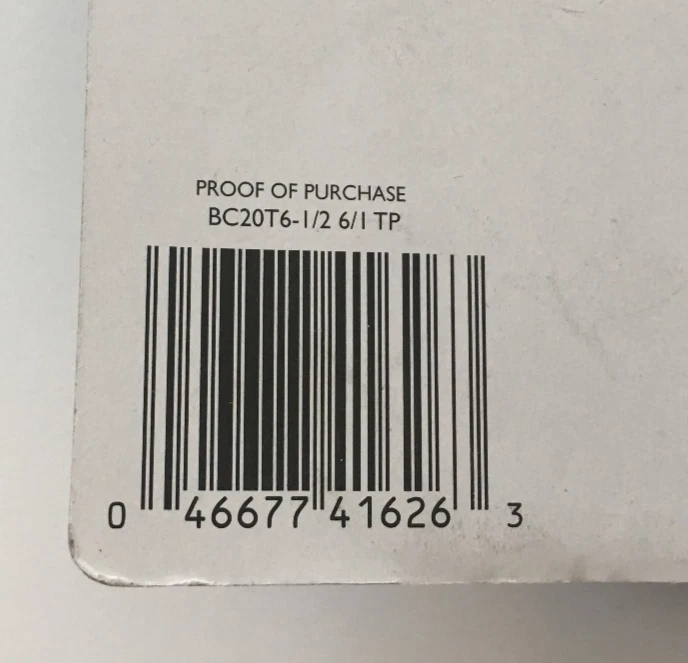 PROOF OF PURCHASE
BC20T6-1/2 6/1 TP
0 46677 41626 3